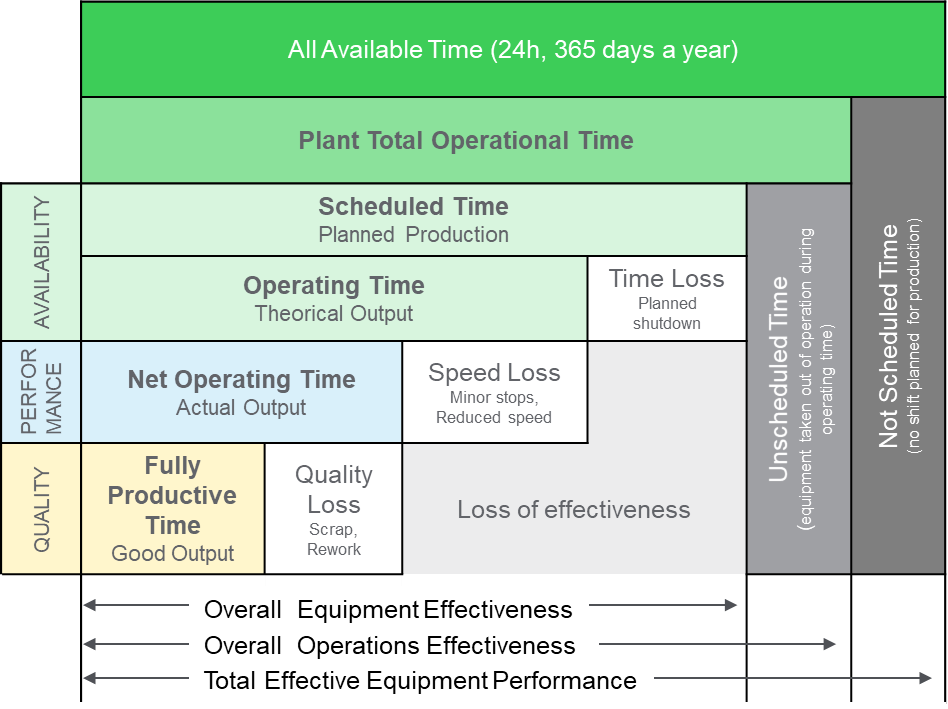 All Available Time (24h, 365 days a year)
Plant Total Operational Time
AVAILABILITY
Scheduled Time
Planned Production
Operating Time
Theorical Output
Time Loss
Planned
shutdown
Unscheduled Time
(equipment taken out of operation during
operating time)
Not Scheduled Time
(no shift planned for production)
PERFOR
MANCE
Net Operating Time
Actual Output
Speed Loss
Minor stops,
Reduced speed
QUALITY
Fully
Productive
Time
Good Output
Quality
Loss
Scrap,
Rework
Loss of effectiveness
Overall Equipment Effectiveness
Overall Operations Effectiveness
Total Effective Equipment Performance